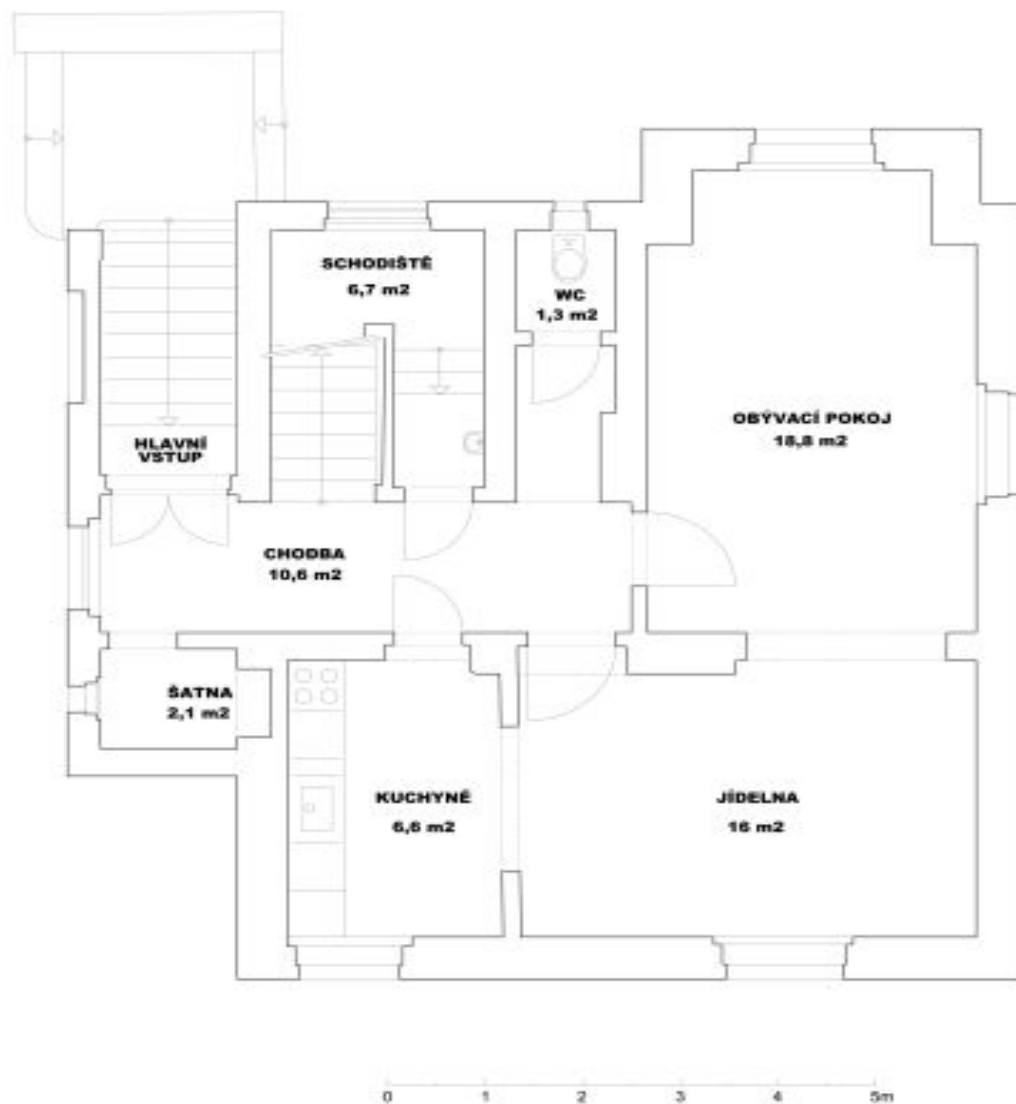 SCHODIŠTĚ
6,7 m2
WC
1,3 m2
OBÝVACÍ POKOJ
18,8 m2
HLAVNÍ
VSTUP
CHODBA
10,6 m2
ŠATNA
2,1 m2
KUCHYNĚ
6,6 m2
JÍDELNA
16 m2
0 1 2 3 4 5m